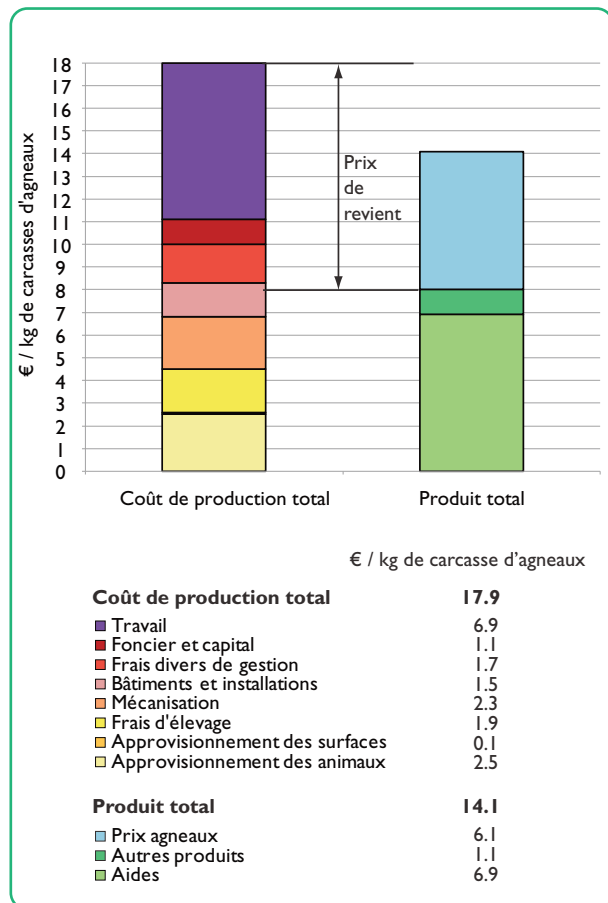 € / kg de carcasses d'agneaux
18
17
16
15
14
13
12
11
10
9
8
7
6
5
4
3
2
1
0
Prix
de
revient
Coût de production total Produit total
€ / kg de carcasse d’agneaux
Coût de production total 17.9
Travail 6.9
Foncier et capital 1.1
Frais divers de gestion 1.7
Bâtiments et installations 1.5
Mécanisation 2.3
Frais d'élevage 1.9
Approvisionnement des surfaces 0.1
Approvisionnement des animaux 2.5
Produit total 14.1
Prix agneaux 6.1
Autres produits 1.1
Aides 6.9